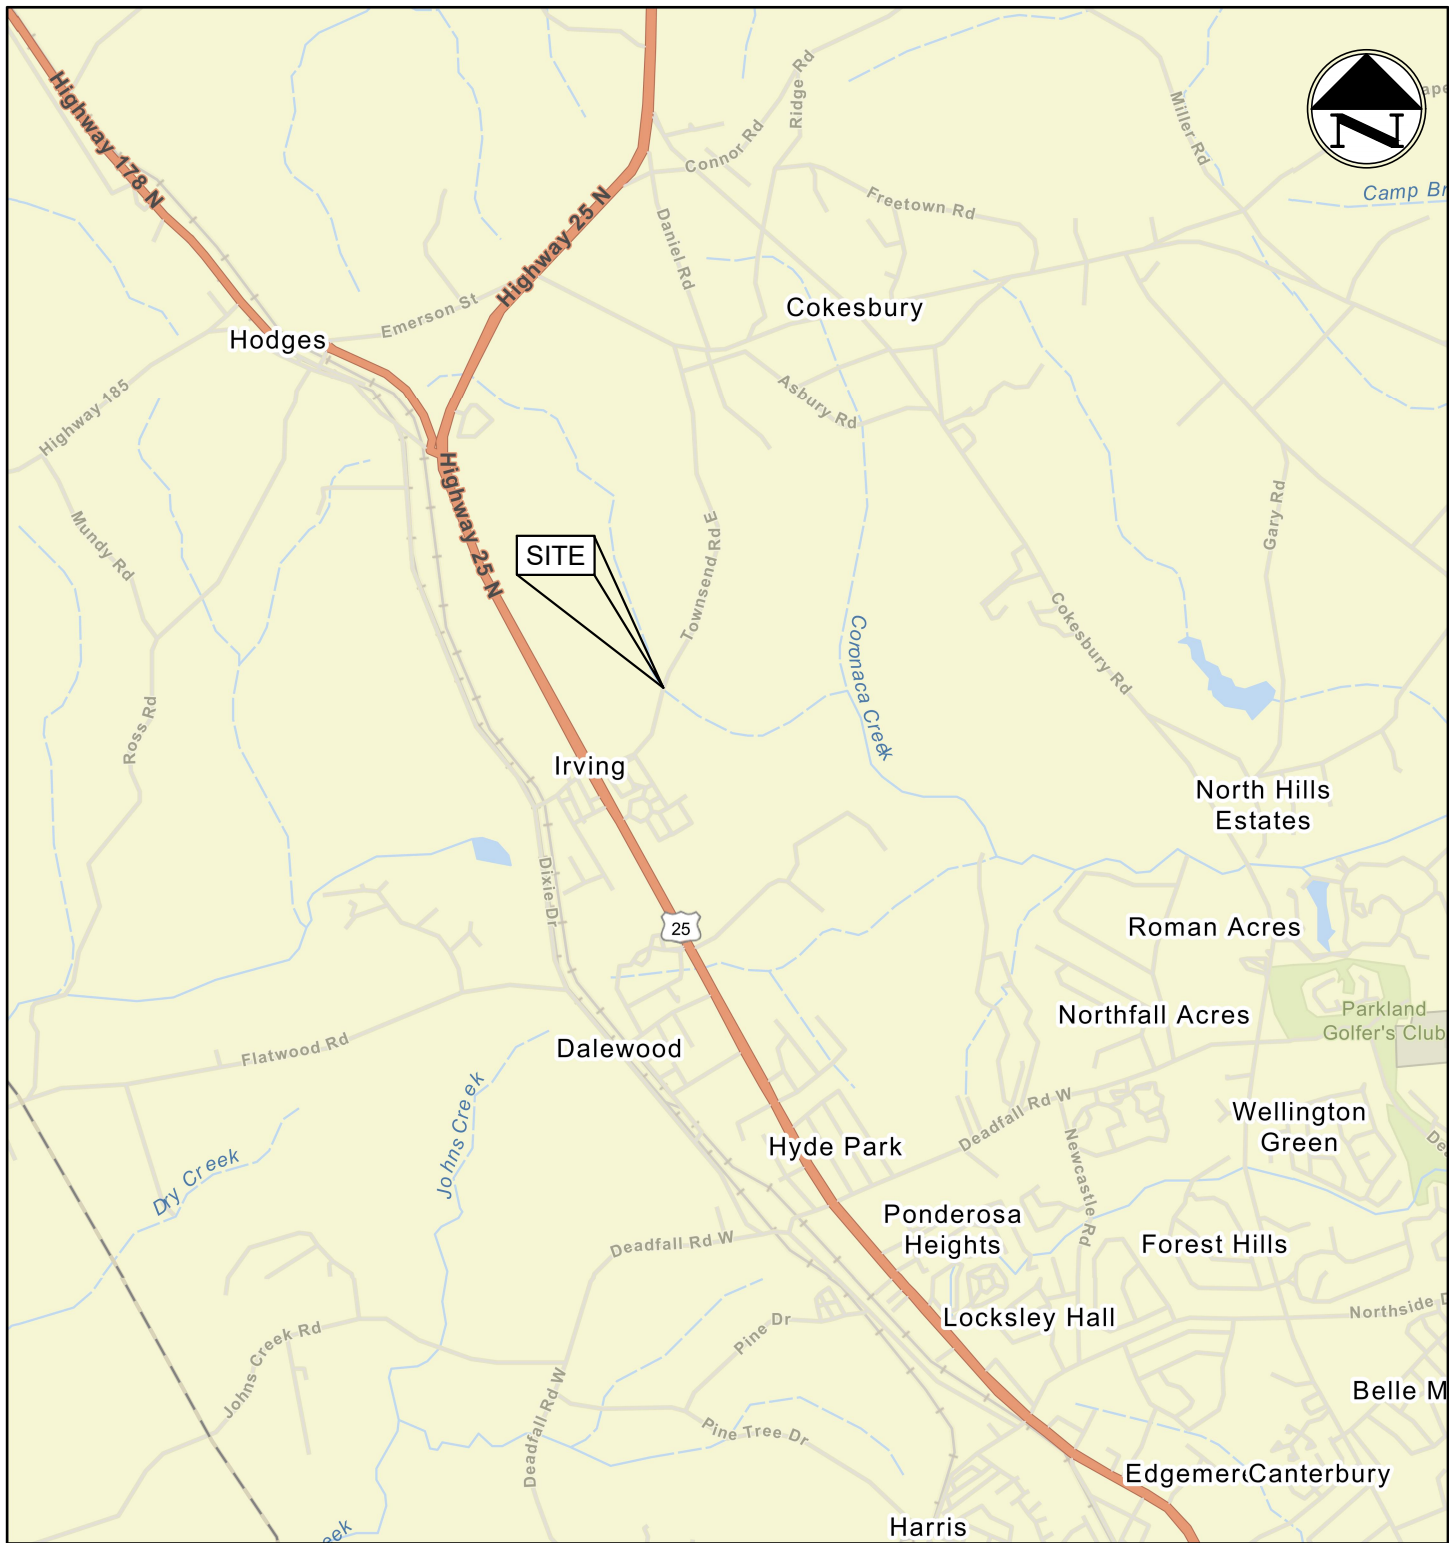 Highway 178 N
Ridge Rd
Connor Rd
Miller Rd
N
Camp Br
Freetown Rd
Highway 25 N
Daniel Rd
Emerson St
Cokesbury
Hodges
Highway 185
Asbury Rd
Highway 25 N
Mundy Rd
Gary Rd
SITE
Townsend Rd E
Cokesbury Rd
Coronaca Creek
Ross Rd
Irving
North Hills
Estates
Dixie Dr
25
Roman Acres
Northfall Acres
Parkland
Golfer's Club
Flatwood Rd
Dalewood
Johns Creek
Deadfall Rd W
Wellington
Green
Hyde Park
Newcastle Rd
Dry Creek
Ponderosa
Heights
Deadfall Rd W
Forest Hills
Northside D
Locksley Hall
Pine Dr
Johns Creek Rd
Belle M
Deadfall Rd W
Pine Tree Dr
Edgemer
Canterbury
Harris
eek